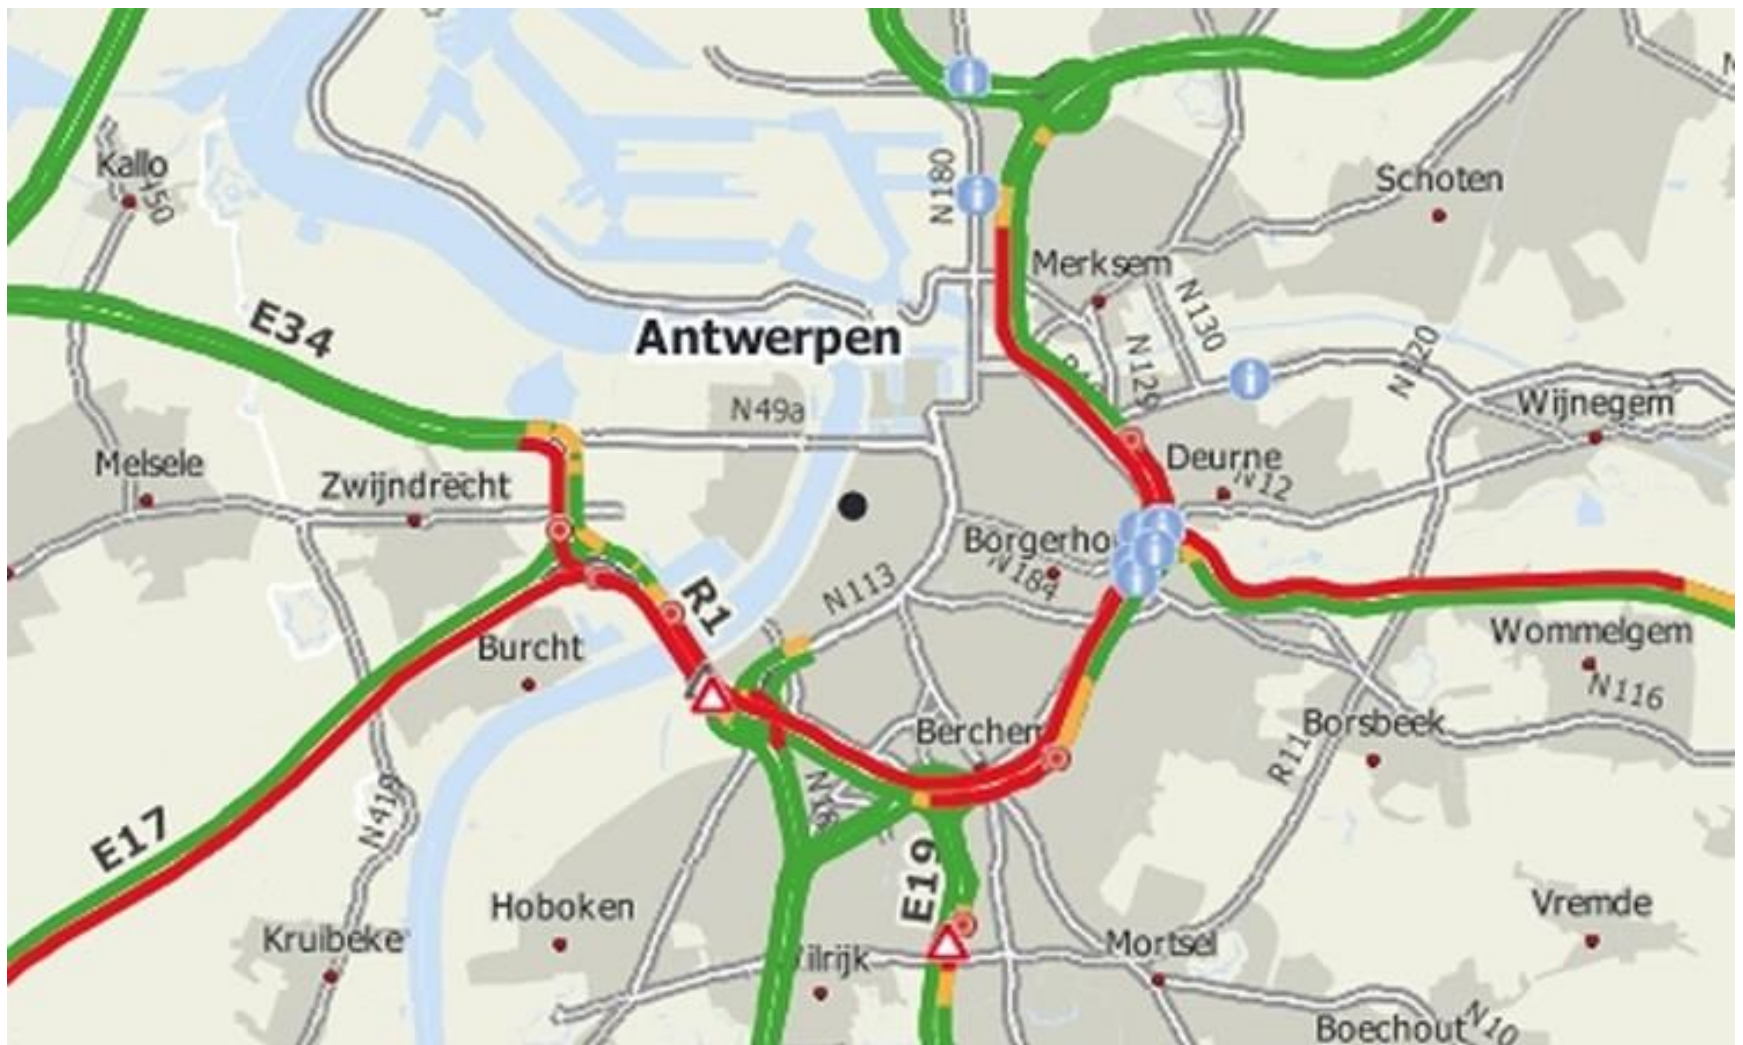 Kallo
N180
Schoten
Merksem
E34
N130
Antwerpen
N129
N120
N49a
Wijnegem
Melsele
Zwijndrecht
Deurne
N12
Borgerho
N184
N113
R1
Burcht
Wommelgem
N116
Berchem
Borsbeek
R11
N419
E17
E19
Hoboken
Vremde
Kruibeke
ilrijk
Mortsel
Boechout
N10